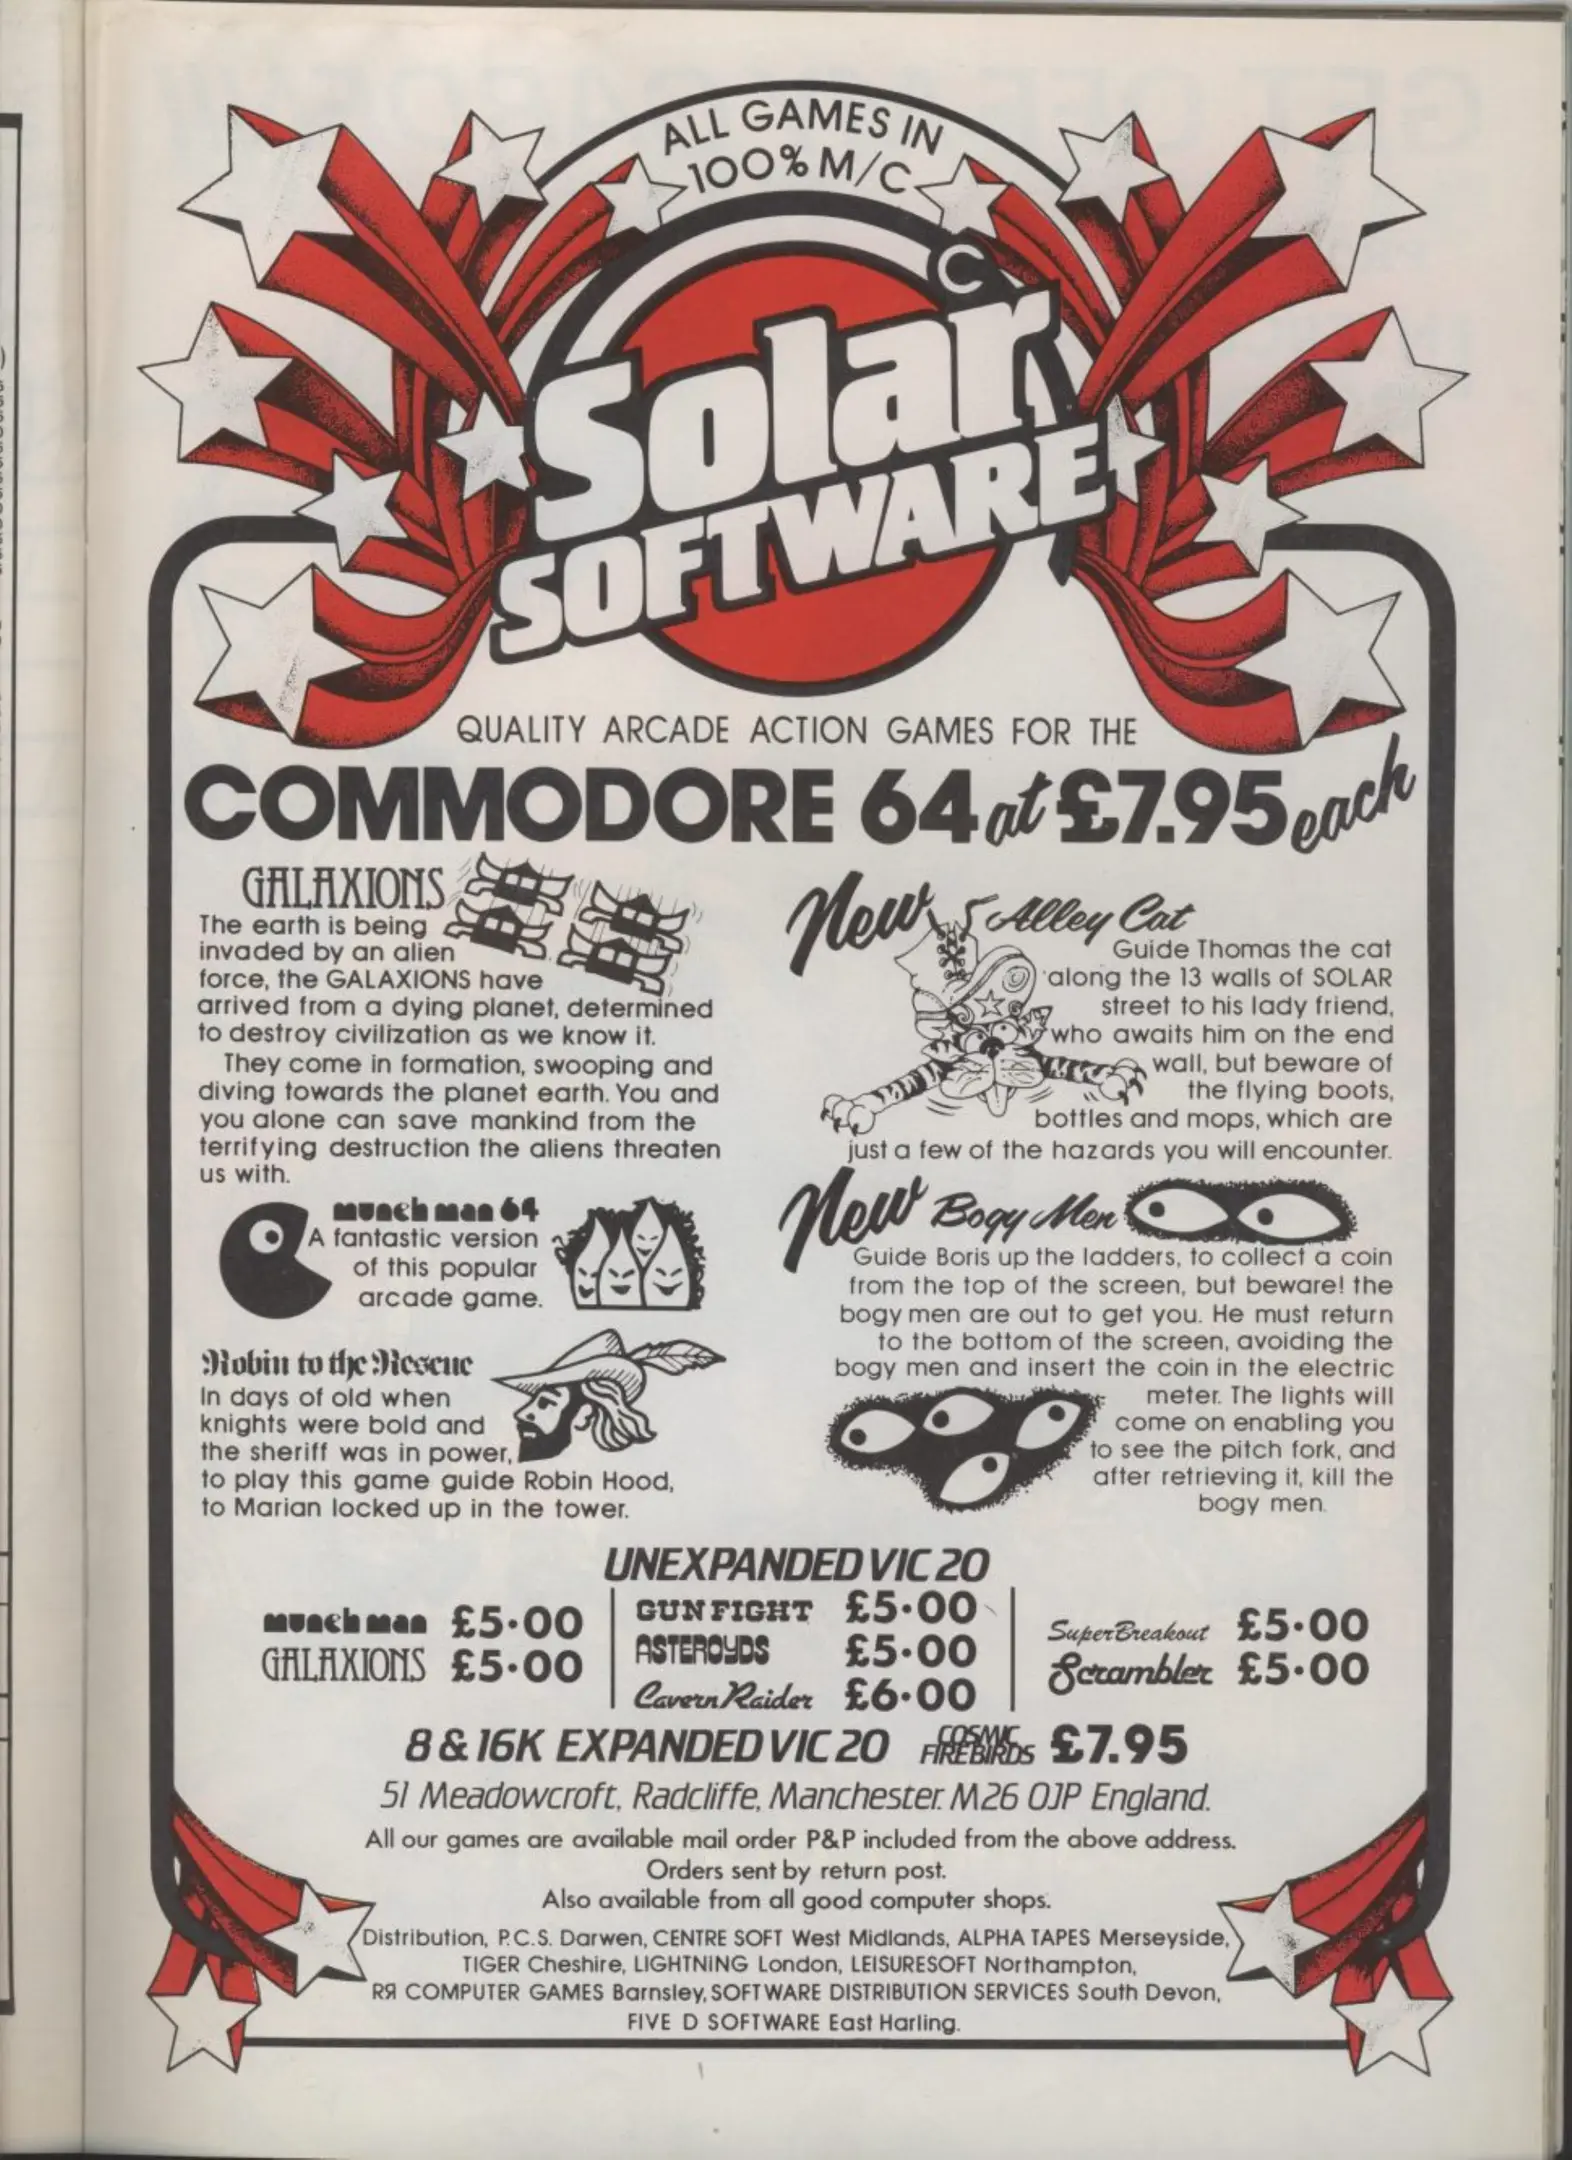 ALL GAMES IN
100% M/C
C
Solar
SOFTWARE
QUALITY ARCADE ACTION GAMES FOR THE
COMMODORE 64 at £7.95 each
GALAXIONS
The earth is being
invaded by an alien
force, the GALAXIONS have
arrived from a dying planet, determined
to destroy civilization as we know it.
They come in formation, swooping and
diving towards the planet earth. You and
you alone can save mankind from the
terrifying destruction the aliens threaten
us with.
munch man 64
A fantastic version
of this popular
arcade game.
Robin to the Rescue
In days of old when
knights were bold and
the sheriff was in power,
to play this game guide Robin Hood,
to Marian locked up in the tower.
New Alley Cat
Guide Thomas the cat
along the 13 walls of SOLAR
street to his lady friend,
who awaits him on the end
wall, but beware of
the flying boots,
bottles and mops, which are
just a few of the hazards you will encounter.
New Bogy Men
Guide Boris up the ladders, to collect a coin
from the top of the screen, but beware! the
bogy men are out to get you. He must return
to the bottom of the screen, avoiding the
bogy men and insert the coin in the electric
meter. The lights will
come on enabling you
to see the pitch fork, and
after retrieving it, kill the
bogy men.
UNEXPANDED VIC 20
munch man £5·00
GALAXIONS £5·00
GUN FIGHT £5·00
ASTEROYDS £5·00
Cavern Raider £6·00
Super Breakout £5·00
Scrambler £5·00
8 & 16K EXPANDED VIC 20 COSMIC FIREBIRDS £7.95
51 Meadowcroft, Radcliffe, Manchester. M26 0JP England.
All our games are available mail order P&P included from the above address.
Orders sent by return post.
Also available from all good computer shops.
Distribution, P.C.S. Darwen, CENTRE SOFT West Midlands, ALPHA TAPES Merseyside,
TIGER Cheshire, LIGHTNING London, LEISURESOFT Northampton,
RR COMPUTER GAMES Barnsley, SOFTWARE DISTRIBUTION SERVICES South Devon,
FIVE D SOFTWARE East Harling.